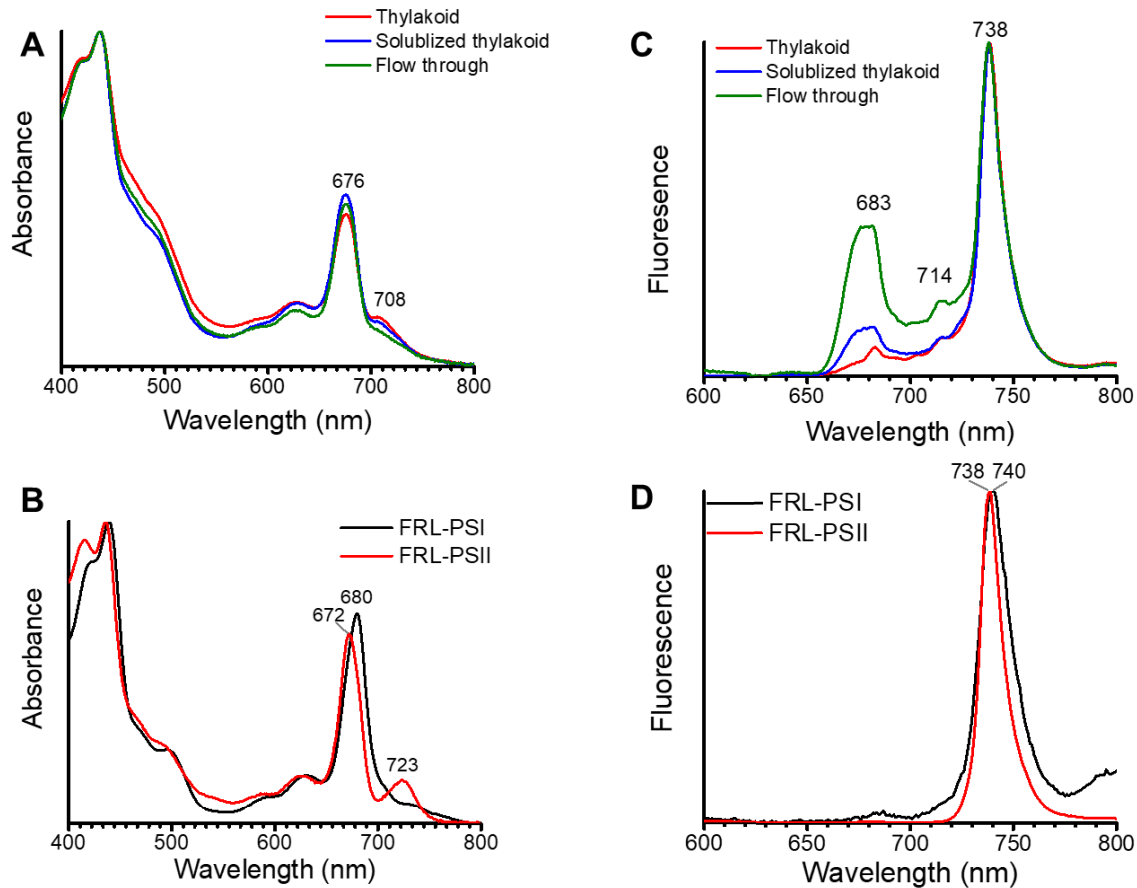 A
Thylakoid
Solublized thylakoid
Flow through
676
708
Absorbance
400 500 600 700 800
Wavelength (nm)
C
Thylakoid
Solublized thylakoid
Flow through
738
683
714
Fluoresence
600 650 700 750 800
Wavelength (nm)
B
FRL-PSI
FRL-PSII
672 680
723
Absorbance
400 500 600 700 800
Wavelength (nm)
D
FRL-PSI
FRL-PSII
738 740
Fluorescence
600 650 700 750 800
Wavelength (nm)